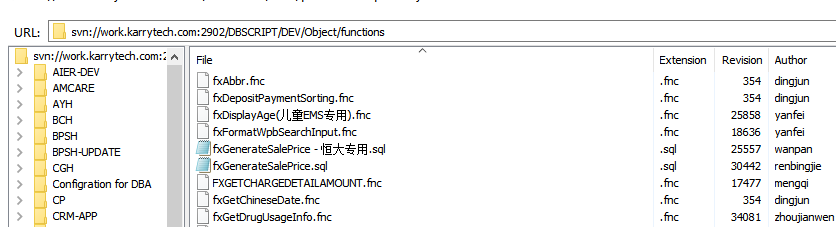 URL: svn://work.karrytech.com:2902/DBSCRIPT/DEV/Object/functions
svn://work.karrytech.com:2
AIER-DEV
AMCARE
AYH
BCH
BPSH
BPSH-UPDATE
CGH
Configration for DBA
CP
CRM-APP
File Extension Revision Author
fxAbbr.fnc .fnc 354 dingjun
fxDepositPaymentSorting.fnc .fnc 354 dingjun
fxDisplayAge(儿童EMS专用).fnc .fnc 25858 yanfei
fxFormatWpbSearchInput.fnc .fnc 18636 yanfei
fxGenerateSalePrice - 恒大专用.sql .sql 25557 wanpan
fxGenerateSalePrice.sql .sql 30442 renbingjie
FXGETCHARGEDETAILAMOUNT.fnc .fnc 17477 mengqi
fxGetChineseDate.fnc .fnc 354 dingjun
fxGetDrugUsageInfo.fnc .fnc 34081 zhoujianwen